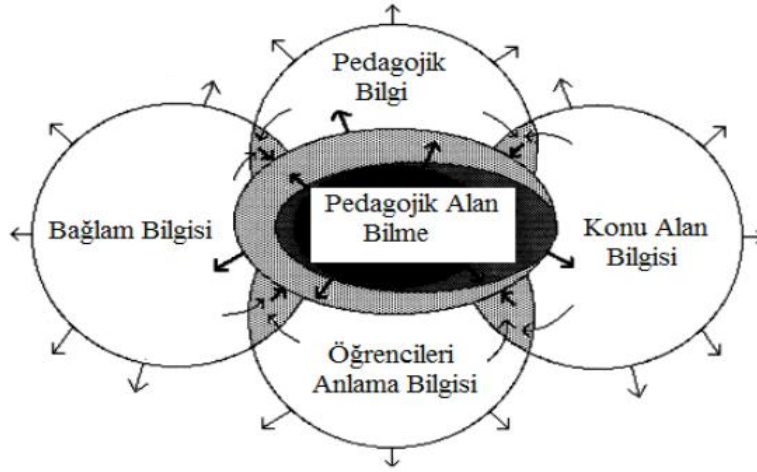 Pedagojik
Bilgi
Bağlam Bilgisi
Pedagojik Alan
Bilme
Konu Alan
Bilgisi
Öğrencileri
Anlama Bilgisi